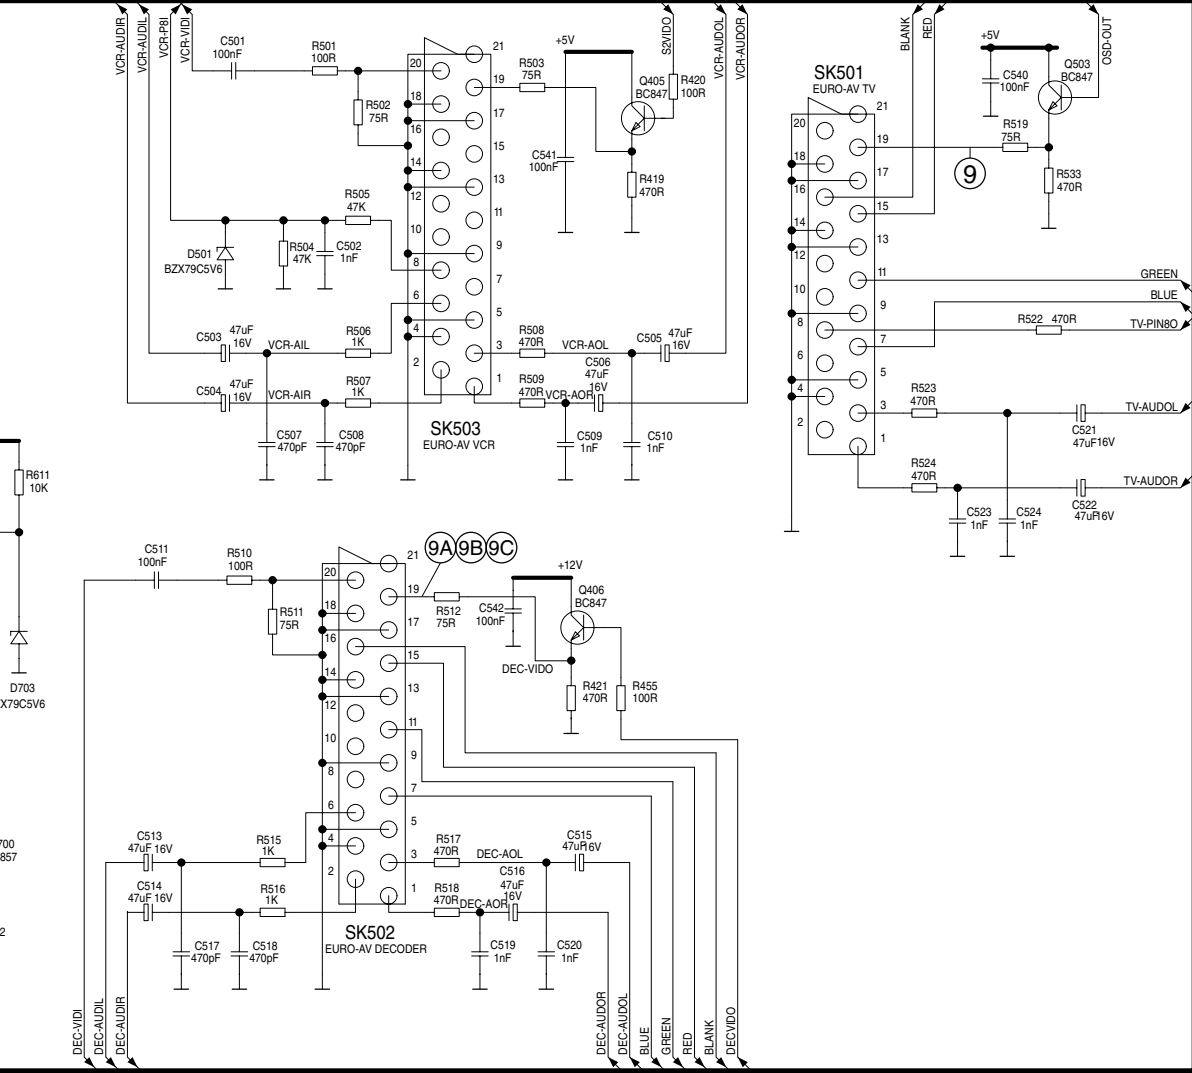 VCR-AUDIR
VCR-AUDIL
VCR-P8I
VCR-VIDI
C501
100nF
R501
100R
R502
75R
20
18
16
14
12
10
8
6
4
2
21
19
17
15
13
11
9
7
5
3
1
R503
75R
+5V
C541
100nF
Q405
BC847
S2VIDO
R420
100R
R419
470R
VCR-AUDOL
VCR-AUDOR
R505
47K
D501
BZX79C5V6
R504
47K
C502
1nF
C503
47uF
16V
VCR-AIL
R506
1K
C504
47uF
16V
VCR-AIR
R507
1K
C507
470pF
C508
470pF
R508
470R
VCR-AOL
C505
47uF
16V
R509
470R
VCR-AOR
C506
47uF
16V
C509
1nF
C510
1nF
SK503
EURO-AV VCR
BLANK
RED
OSD-OUT
+5V
C540
100nF
Q503
BC847
SK501
EURO-AV TV
20
18
16
14
12
10
8
6
4
2
21
19
17
15
13
11
9
7
5
3
1
R519
75R
9
R533
470R
GREEN
BLUE
R522 470R
TV-PIN8O
R523
470R
TV-AUDOL
C521
47uF16V
R524
470R
TV-AUDOR
C522
47uF16V
C523
1nF
C524
1nF
R611
10K
D703
X79C5V6
700
857
2
C511
100nF
R510
100R
R511
75R
20
18
16
14
12
10
8
6
4
2
21
19
17
15
13
11
9
7
5
3
1
9A
9B
9C
R512
75R
C542
100nF
+12V
Q406
BC847
DEC-VIDO
R421
470R
R455
100R
C513
47uF 16V
R515
1K
C514
47uF 16V
R516
1K
C517
470pF
C518
470pF
R517
470R
DEC-AOL
C515
47uF16V
R518
470R
DEC-AOR
C516
47uF
16V
C519
1nF
C520
1nF
SK502
EURO-AV DECODER
DEC-VIDI
DEC-AUDIL
DEC-AUDIR
DEC-AUDOR
DEC-AUDOL
BLUE
GREEN
RED
BLANK
DECVIDO